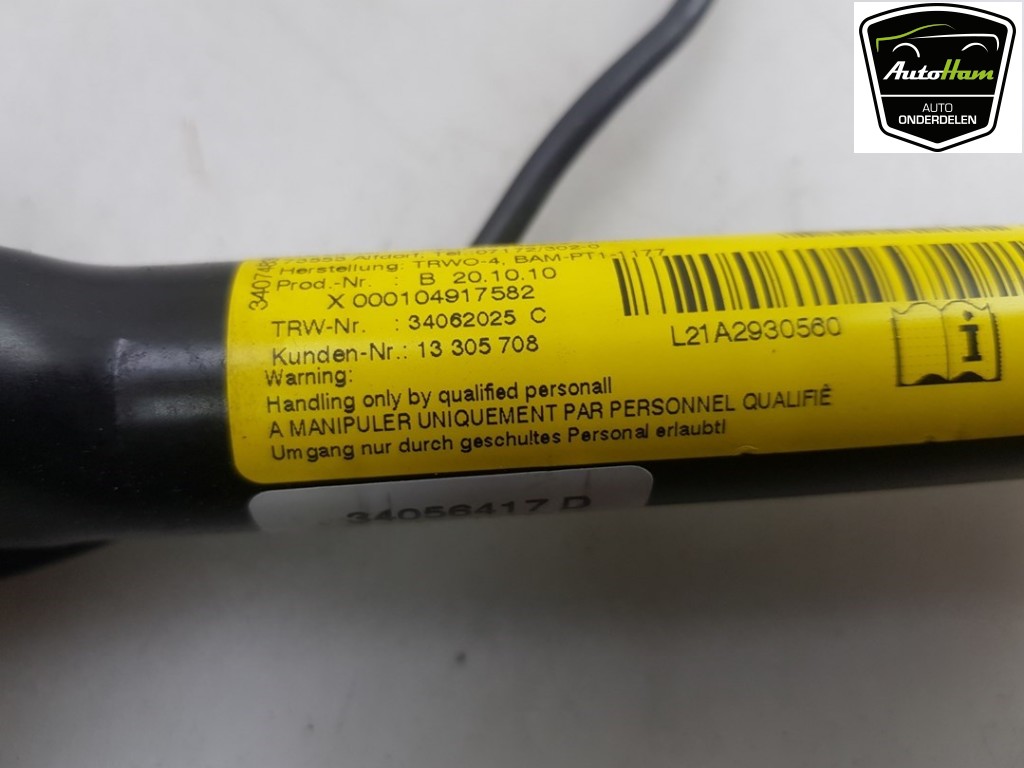 AutoHam
AUTO
ONDERDELEN
Herstellung: TRWO-4, BAM-PT1-1177
Prod.-Nr. : B 20.10.10
X 000104917582
TRW-Nr. : 34062025 C
Kunden-Nr.: 13 305 708
Warning:
Handling only by qualified personall
A MANIPULER UNIQUEMENT PAR PERSONNEL QUALIFIÊ
Umgang nur durch geschultes Personal erlaubt!
L21A2930560
i
34056417 D